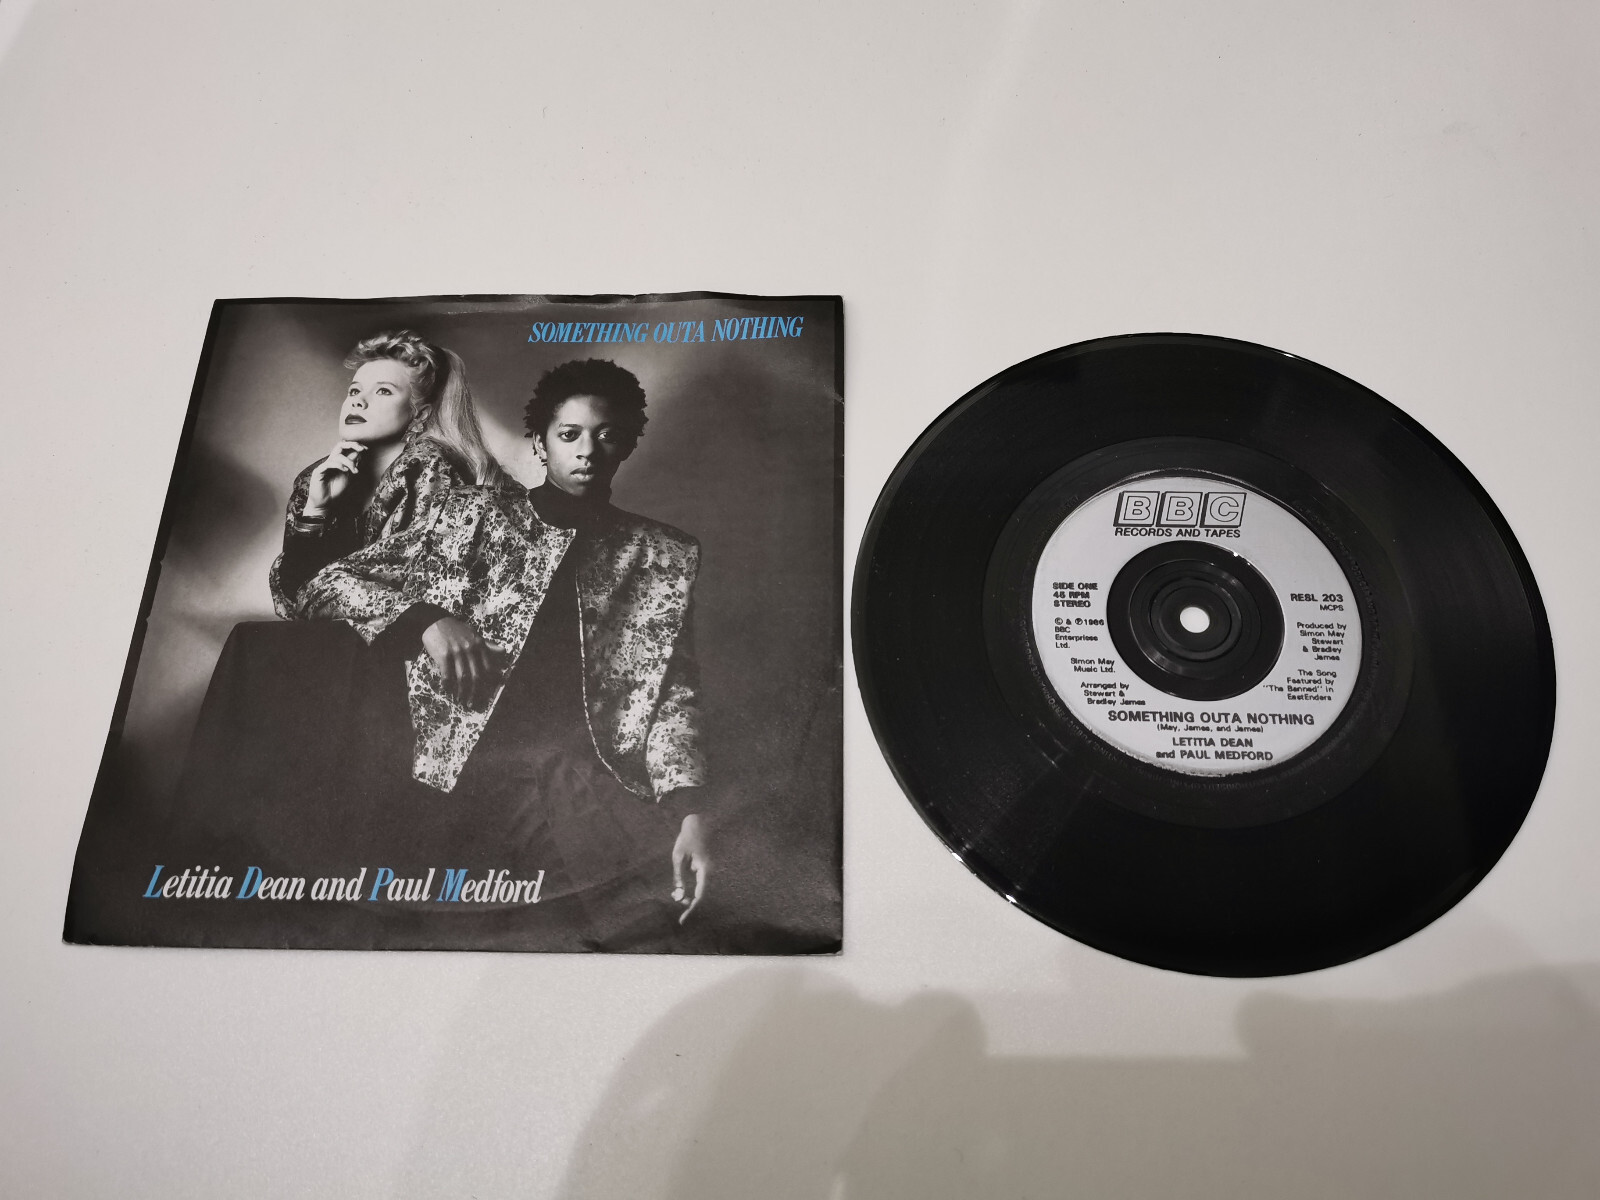 SOMETHING OUTA NOTHING
Letitia Dean and Paul Medford
BBC
RECORDS AND TAPES
SIDE ONE
45 RPM
STEREO
© & ℗ 1986
BBC
Enterprises
Ltd.
Simon May
Music Ltd.
Arranged by
Stewart &
Bradley James
RESL 203
MCPS
Produced by
Simon May
Stewart
& Bradley
James
The Song
Featured by
"The Banned" in
EastEnders
SOMETHING OUTA NOTHING
(May, James, and James)
LETITIA DEAN
and PAUL MEDFORD